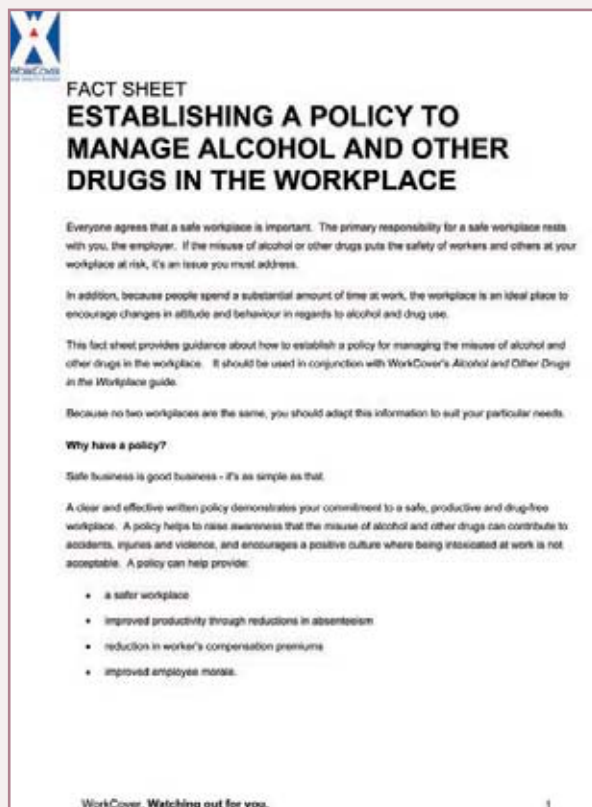 WorkCover
FACT SHEET
ESTABLISHING A POLICY TO
MANAGE ALCOHOL AND OTHER
DRUGS IN THE WORKPLACE
Everyone agrees that a safe workplace is important. The primary responsibility for a safe workplace rests
with you, the employer. If the misuse of alcohol or other drugs puts the safety of workers and others at your
workplace at risk, it's an issue you must address.
In addition, because people spend a substantial amount of time at work, the workplace is an ideal place to
encourage changes in attitude and behaviour in regards to alcohol and drug use.
This fact sheet provides guidance about how to establish a policy for managing the misuse of alcohol and
other drugs in the workplace. It should be used in conjunction with WorkCover's Alcohol and Other Drugs
in the Workplace guide.
Because no two workplaces are the same, you should adapt this information to suit your particular needs.
Why have a policy?
Safe business is good business - it's as simple as that.
A clear and effective written policy demonstrates your commitment to a safe, productive and drug-free
workplace. A policy helps to raise awareness that the misuse of alcohol and other drugs can contribute to
accidents, injuries and violence, and encourages a positive culture where being intoxicated at work is not
acceptable. A policy can help provide:
• a safer workplace
• improved productivity through reductions in absenteeism
• reduction in worker's compensation premiums
• improved employee morale.
WorkCover. Watching out for you. 1